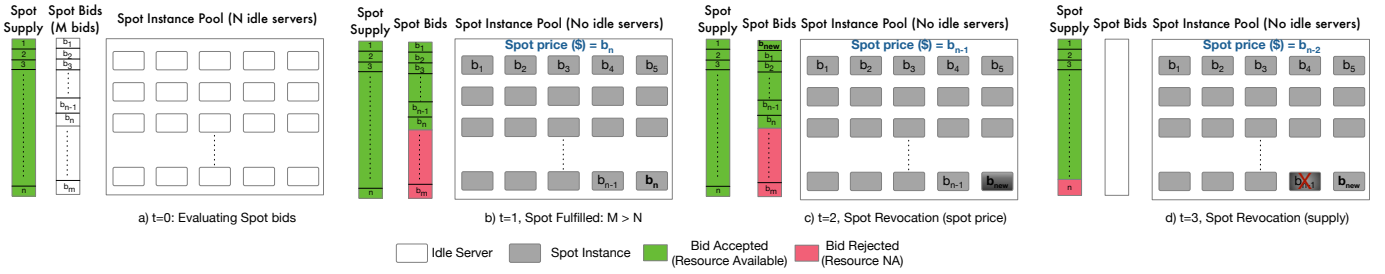 Spot
Supply
Spot Bids
(M bids)
Spot Instance Pool (N idle servers)
1
2
3
n
b1
b2
b3
bn-1
bn
bm
a) t=0: Evaluating Spot bids
Spot
Supply
Spot
Bids
Spot Instance Pool (No idle servers)
Spot price ($) = bn
1
2
3
n
b1
b2
b3
bn-1
bn
bm
b1 b2 b3 b4 b5
bn-1 bn
b) t=1, Spot Fulfilled: M > N
Spot
Supply
Spot
Bids
Spot Instance Pool (No idle servers)
Spot price ($) = bn-1
1
2
3
n
bnew
b1
b2
bn-1
bn
bm
b1 b2 b3 b4 b5
bn-1 bnew
c) t=2, Spot Revocation (spot price)
Spot
Supply
Spot Bids
Spot Instance Pool (No idle servers)
Spot price ($) = bn-2
1
2
3
n
b1 b2 b3 b4 b5
bn-1 bnew
d) t=3, Spot Revocation (supply)
Idle Server
Spot Instance
Bid Accepted
(Resource Available)
Bid Rejected
(Resource NA)